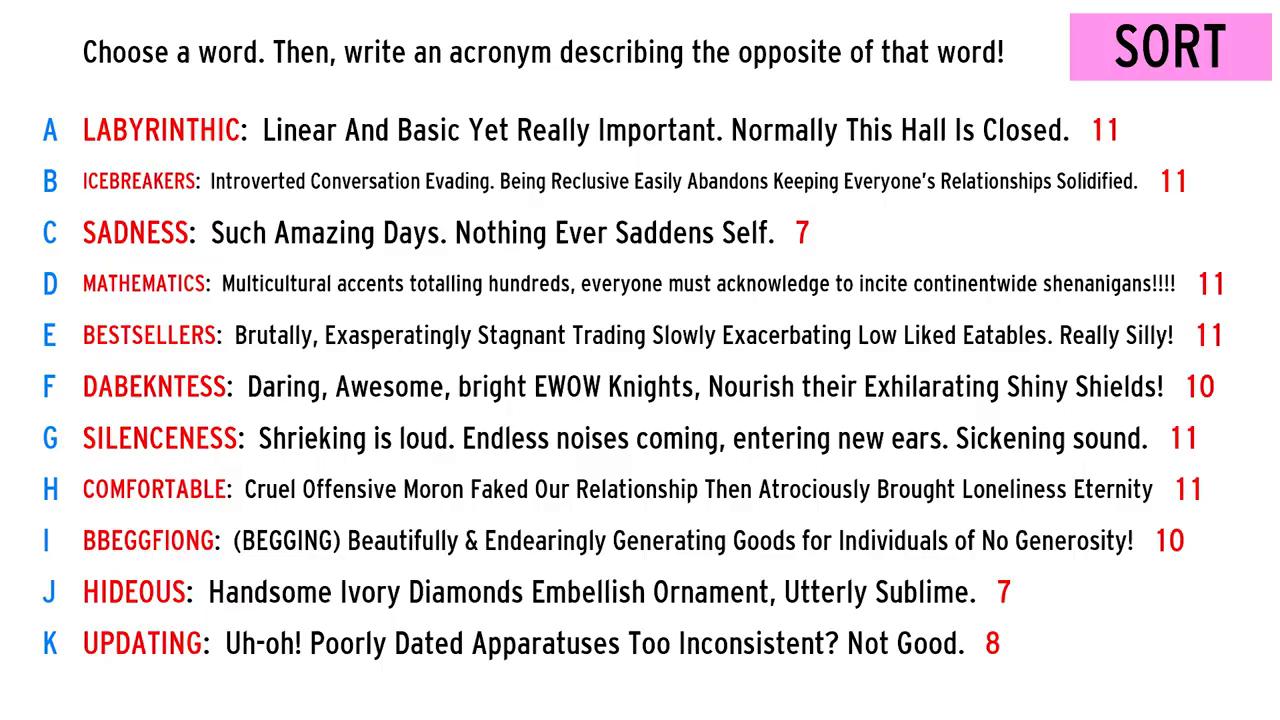 Choose a word. Then, write an acronym describing the opposite of that word!
SORT
A LABYRINTHIC: Linear And Basic Yet Really Important. Normally This Hall Is Closed. 11
B ICEBREAKERS: Introverted Conversation Evading. Being Reclusive Easily Abandons Keeping Everyone's Relationships Solidified. 11
C SADNESS: Such Amazing Days. Nothing Ever Saddens Self. 7
D MATHEMATICS: Multicultural accents totalling hundreds, everyone must acknowledge to incite continentwide shenanigans!!!! 11
E BESTSELLERS: Brutally, Exasperatingly Stagnant Trading Slowly Exacerbating Low Liked Eatables. Really Silly! 11
F DABEKNTESS: Daring, Awesome, bright EWOW Knights, Nourish their Exhilarating Shiny Shields! 10
G SILENCENESS: Shrieking is loud. Endless noises coming, entering new ears. Sickening sound. 11
H COMFORTABLE: Cruel Offensive Moron Faked Our Relationship Then Atrociously Brought Loneliness Eternity 11
I BBEGGFIONG: (BEGGING) Beautifully & Endearingly Generating Goods for Individuals of No Generosity! 10
J HIDEOUS: Handsome Ivory Diamonds Embellish Ornament, Utterly Sublime. 7
K UPDATING: Uh-oh! Poorly Dated Apparatuses Too Inconsistent? Not Good. 8